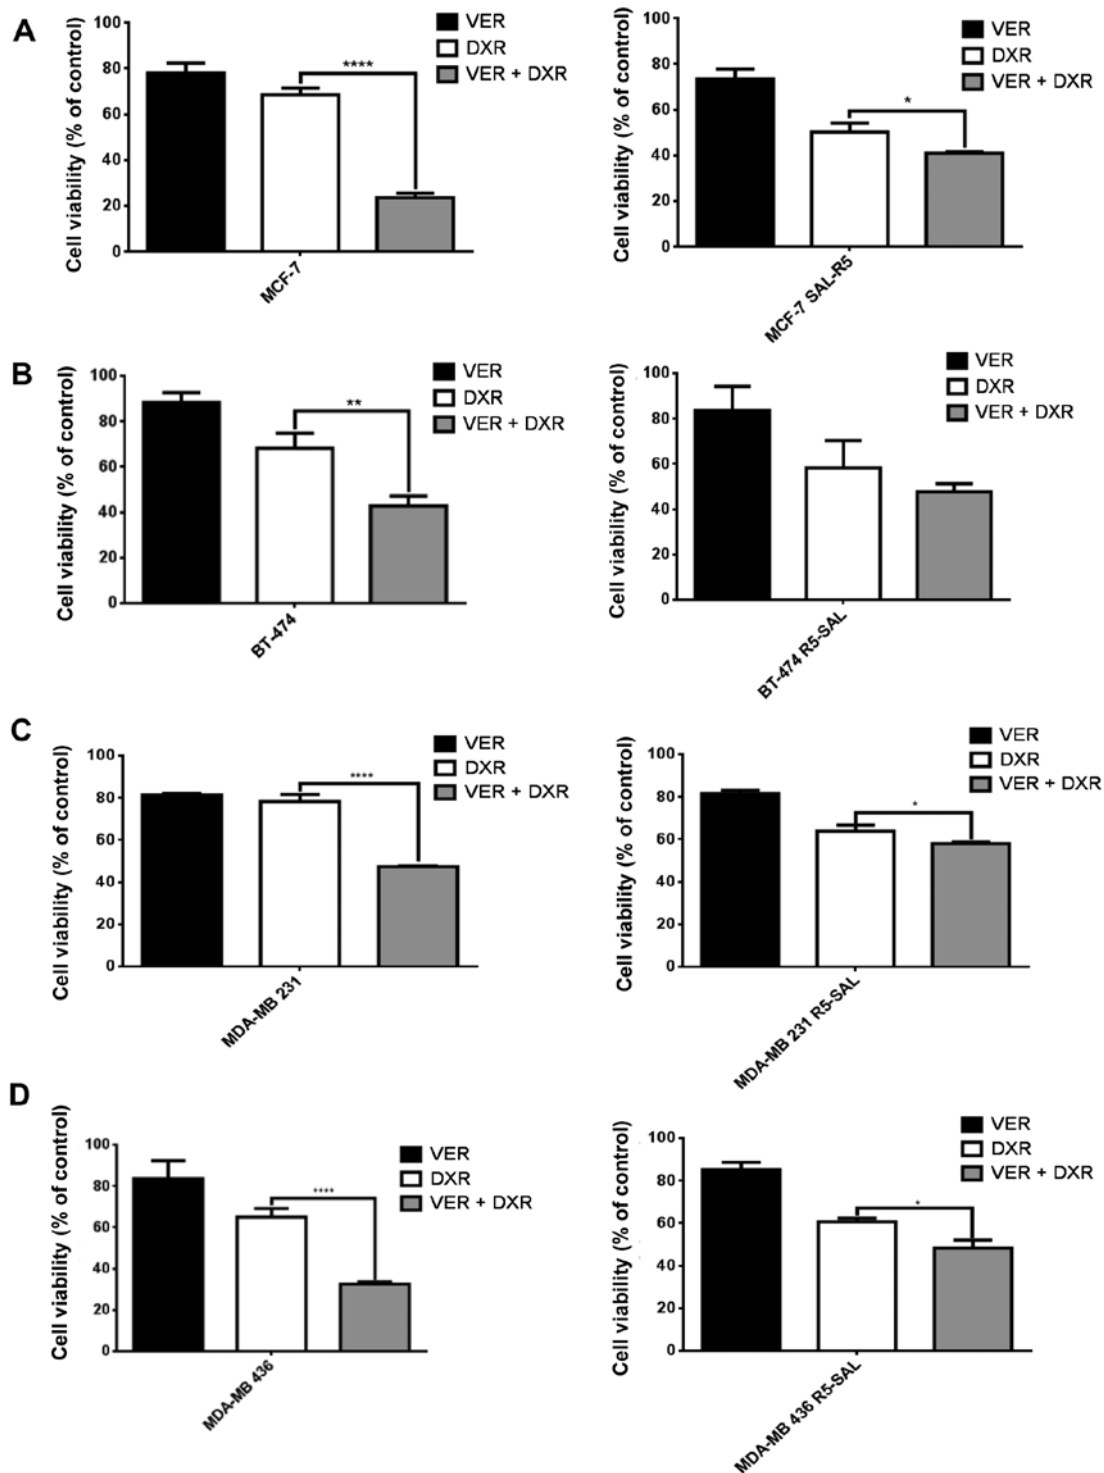 A
Cell viability (% of control)
100
80
60
40
20
0
****
VER
DXR
VER + DXR
MCF-7
Cell viability (% of control)
100
80
60
40
20
0
*
VER
DXR
VER + DXR
MCF-7 SAL-R5
B
Cell viability (% of control)
100
80
60
40
20
0
**
VER
DXR
VER + DXR
BT-474
Cell viability (% of control)
100
80
60
40
20
0
VER
DXR
VER + DXR
BT-474 R5-SAL
C
Cell viability (% of control)
100
80
60
40
20
0
****
VER
DXR
VER + DXR
MDA-MB 231
Cell viability (% of control)
100
80
60
40
20
0
*
VER
DXR
VER + DXR
MDA-MB 231 R5-SAL
D
Cell viability (% of control)
100
80
60
40
20
0
****
VER
DXR
VER + DXR
MDA-MB 436
Cell viability (% of control)
100
80
60
40
20
0
*
VER
DXR
VER + DXR
MDA-MB 436 R5-SAL